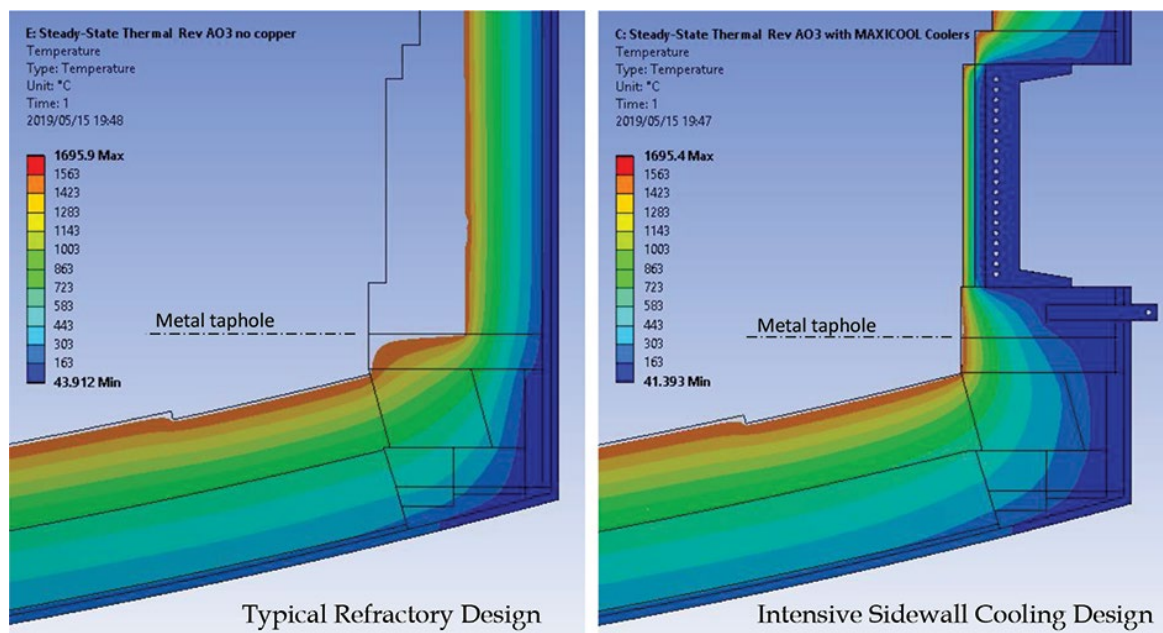 E: Steady-State Thermal Rev AO3 no copper
Temperature
Type: Temperature
Unit: °C
Time: 1
2019/05/15 19:48
1695.9 Max
1563
1423
1283
1143
1003
863
723
583
443
303
163
43.912 Min
Metal taphole
Typical Refractory Design
C: Steady-State Thermal Rev AO3 with MAXICOOL Coolers
Temperature
Type: Temperature
Unit: °C
Time: 1
2019/05/15 19:47
1695.4 Max
1563
1423
1283
1143
1003
863
723
583
443
303
163
41.393 Min
Metal taphole
Intensive Sidewall Cooling Design